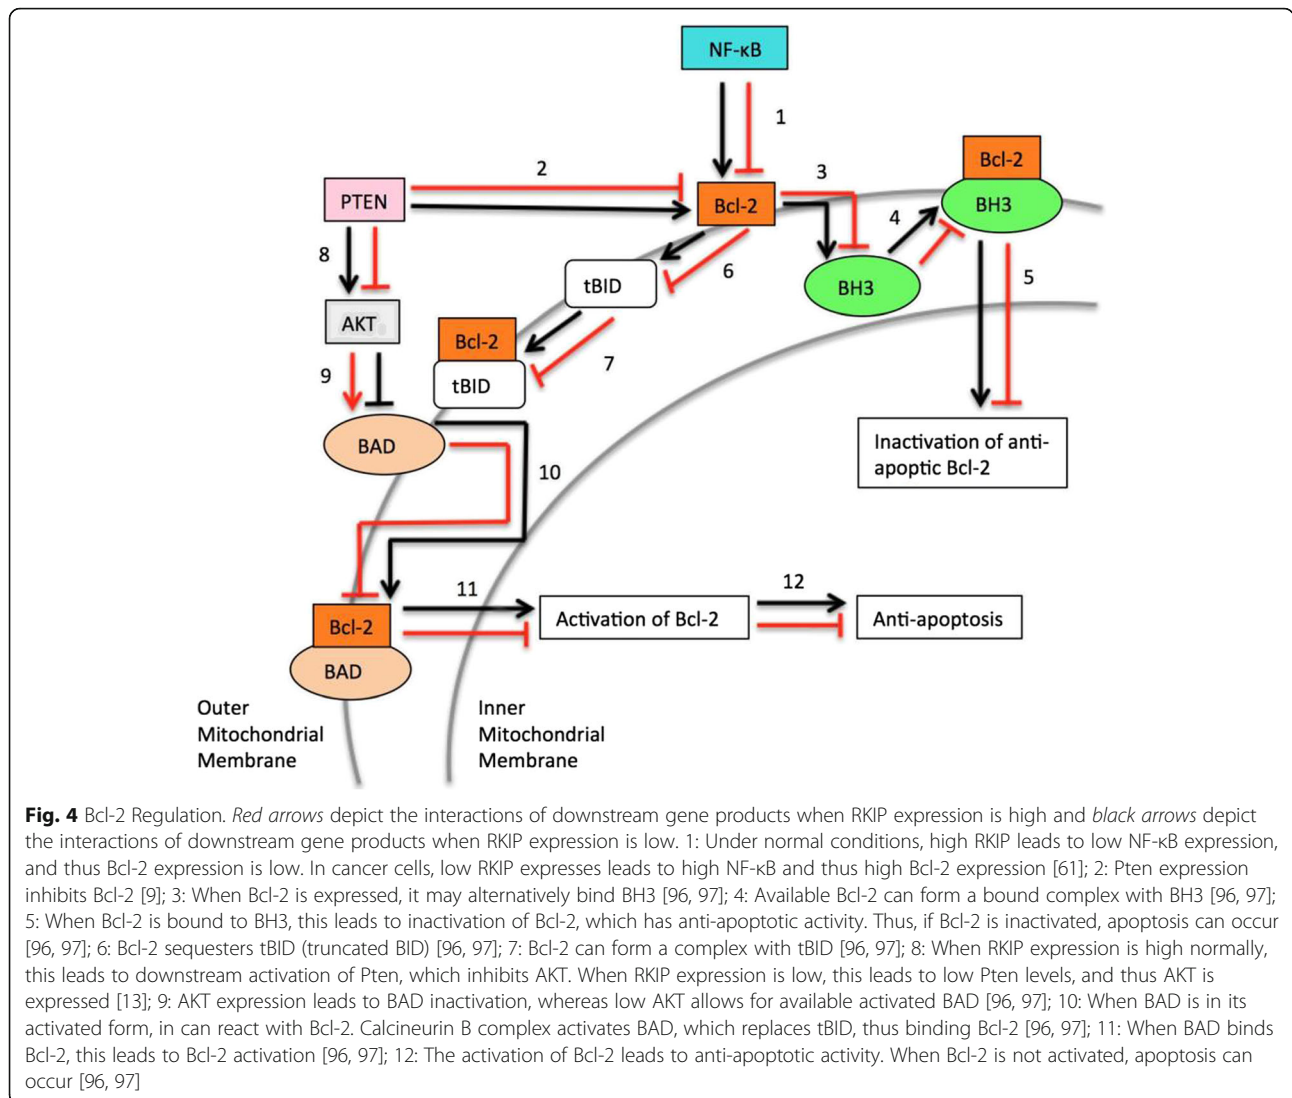 NF-κB
1
Bcl-2
2
3
PTEN
Bcl-2
4
BH3
8
6
5
tBID
BH3
AKT
Bcl-2
7
9
tBID
BAD
Inactivation of anti-
apoptic Bcl-2
10
11
12
Bcl-2
Activation of Bcl-2
Anti-apoptosis
BAD
Outer
Mitochondrial
Membrane
Inner
Mitochondrial
Membrane
Fig. 4 Bcl-2 Regulation. Red arrows depict the interactions of downstream gene products when RKIP expression is high and black arrows depict
the interactions of downstream gene products when RKIP expression is low. 1: Under normal conditions, high RKIP leads to low NF-κB expression,
and thus Bcl-2 expression is low. In cancer cells, low RKIP expresses leads to high NF-κB and thus high Bcl-2 expression [61]; 2: Pten expression
inhibits Bcl-2 [9]; 3: When Bcl-2 is expressed, it may alternatively bind BH3 [96, 97]; 4: Available Bcl-2 can form a bound complex with BH3 [96, 97];
5: When Bcl-2 is bound to BH3, this leads to inactivation of Bcl-2, which has anti-apoptotic activity. Thus, if Bcl-2 is inactivated, apoptosis can occur
[96, 97]; 6: Bcl-2 sequesters tBID (truncated BID) [96, 97]; 7: Bcl-2 can form a complex with tBID [96, 97]; 8: When RKIP expression is high normally,
this leads to downstream activation of Pten, which inhibits AKT. When RKIP expression is low, this leads to low Pten levels, and thus AKT is
expressed [13]; 9: AKT expression leads to BAD inactivation, whereas low AKT allows for available activated BAD [96, 97]; 10: When BAD is in its
activated form, in can react with Bcl-2. Calcineurin B complex activates BAD, which replaces tBID, thus binding Bcl-2 [96, 97]; 11: When BAD binds
Bcl-2, this leads to Bcl-2 activation [96, 97]; 12: The activation of Bcl-2 leads to anti-apoptotic activity. When Bcl-2 is not activated, apoptosis can
occur [96, 97]